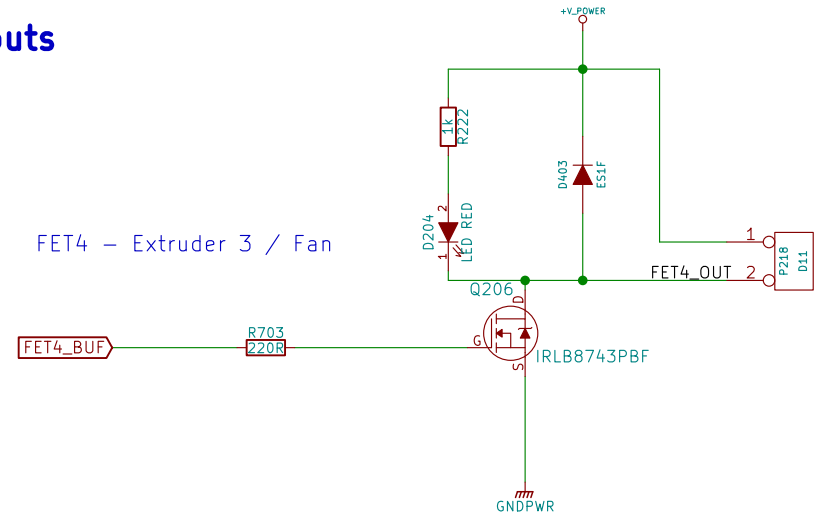 +V_POWER
outs
1k
R222
D403
ES1F
2
D204
LED RED
1
FET4 - Extruder 3 / Fan
1
P218
D11
FET4_OUT
2
Q206
D
R703
FET4_BUF
220R
G
IRLB8743PBF
S
GNDPWR